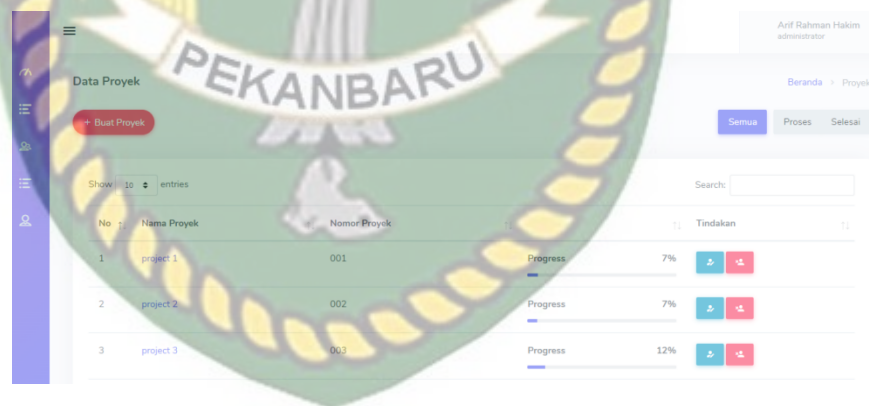 Arif Rahman Hakim
administrator
PEKANBARU
Data Proyek
Beranda > Proyek
+ Buat Proyek
Semua Proses Selesai
Show 10 entries
Search:
No Nama Proyek Nomor Proyek Tindakan
1 project 1 001 Progress 7%
2 project 2 002 Progress 7%
3 project 3 003 Progress 12%